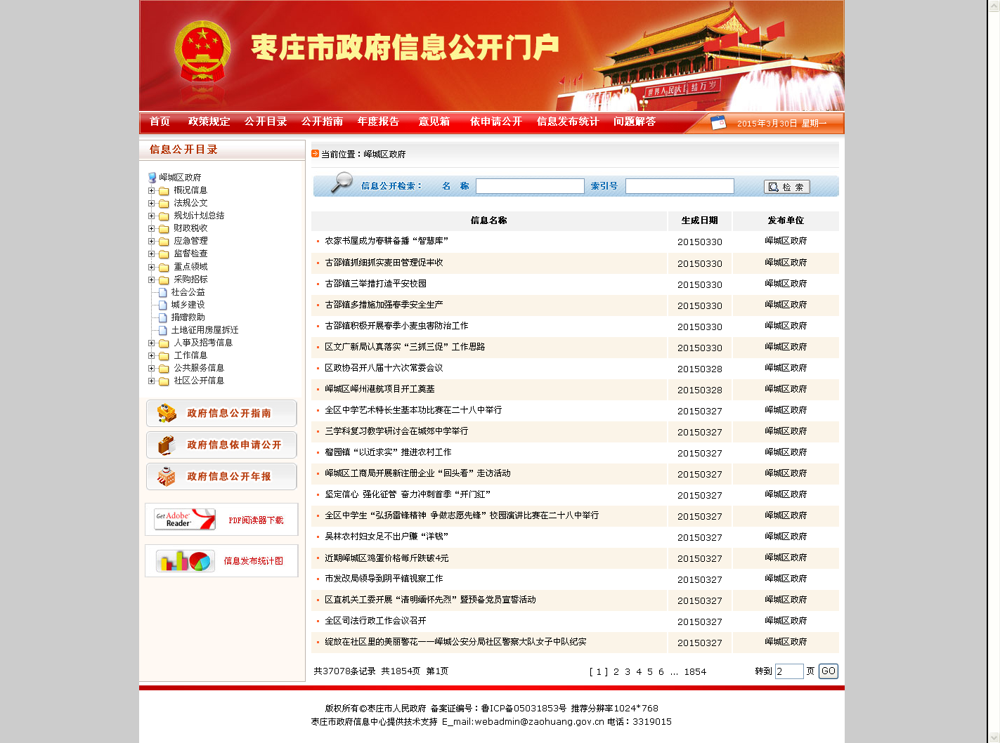 枣庄市政府信息公开门户
世界人民大团结万岁
首页 政策规定 公开目录 公开指南 年度报告 意见箱 依申请公开 信息发布统计 问题解答 2015年3月30日 星期一
信息公开目录
当前位置：峄城区政府
信息公开检索： 名 称 索引号 检 索
峄城区政府
概况信息
法规公文
规划计划总结
财政税收
应急管理
监督检查
重点领域
采购招标
社会公益
城乡建设
捐赠救助
土地征用房屋拆迁
人事及招考信息
工作信息
公共服务信息
社区公开信息
政府信息公开指南
政府信息依申请公开
政府信息公开年报
Get Adobe Reader
PDF阅读器下载
信息发布统计图
信息名称 生成日期 发布单位
农家书屋成为春耕备播“智慧库” 20150330 峄城区政府
古邵镇抓细抓实麦田管理促丰收 20150330 峄城区政府
古邵镇三举措打造平安校园 20150330 峄城区政府
古邵镇多措施加强春季安全生产 20150330 峄城区政府
古邵镇积极开展春季小麦虫害防治工作 20150330 峄城区政府
区文广新局认真落实“三抓三促”工作思路 20150330 峄城区政府
区政协召开八届十六次常委会议 20150328 峄城区政府
峄城区峄州港航项目开工奠基 20150328 峄城区政府
全区中学艺术特长生基本功比赛在二十八中举行 20150327 峄城区政府
三学科复习教学研讨会在城郊中学举行 20150327 峄城区政府
榴园镇“以近求实”推进农村工作 20150327 峄城区政府
峄城区工商局开展新注册企业“回头看”走访活动 20150327 峄城区政府
坚定信心 强化征管 奋力冲刺首季“开门红” 20150327 峄城区政府
全区中学生“弘扬雷锋精神 争做志愿先锋”校园演讲比赛在二十八中举行 20150327 峄城区政府
吴林农村妇女足不出户赚“洋钱” 20150327 峄城区政府
近期峄城区鸡蛋价格每斤跌破4元 20150327 峄城区政府
市发改局领导到阴平镇视察工作 20150327 峄城区政府
区直机关工委开展“清明缅怀先烈”暨预备党员宣誓活动 20150327 峄城区政府
全区司法行政工作会议召开 20150327 峄城区政府
绽放在社区里的美丽警花——峄城公安分局社区警察大队女子中队纪实 20150327 峄城区政府
共37078条记录 共1854页 第1页 [ 1 ] 2 3 4 5 6 ... 1854 转到 2 页 GO
版权所有©枣庄市人民政府 备案证编号：鲁ICP备05031853号 推荐分辨率1024*768
枣庄市政府信息中心提供技术支持 E_mail:webadmin@zaohuang.gov.cn 电话：3319015